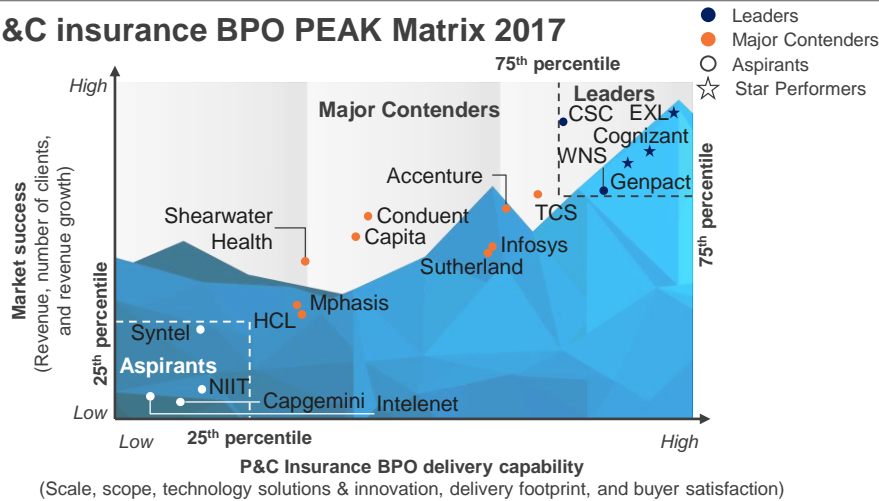 &C insurance BPO PEAK Matrix 2017
Leaders
Major Contenders
Aspirants
Star Performers
75th percentile
High
Leaders
Major Contenders
CSC
EXL
Cognizant
WNS
Genpact
Accenture
TCS
Shearwater
Health
Conduent
Capita
Infosys
Sutherland
Mphasis
HCL
Syntel
Aspirants
NIIT
Capgemini
Intelenet
75th percentile
25th percentile
Market success
(Revenue, number of clients,
and revenue growth)
Low
Low
25th percentile
High
P&C Insurance BPO delivery capability
(Scale, scope, technology solutions & innovation, delivery footprint, and buyer satisfaction)